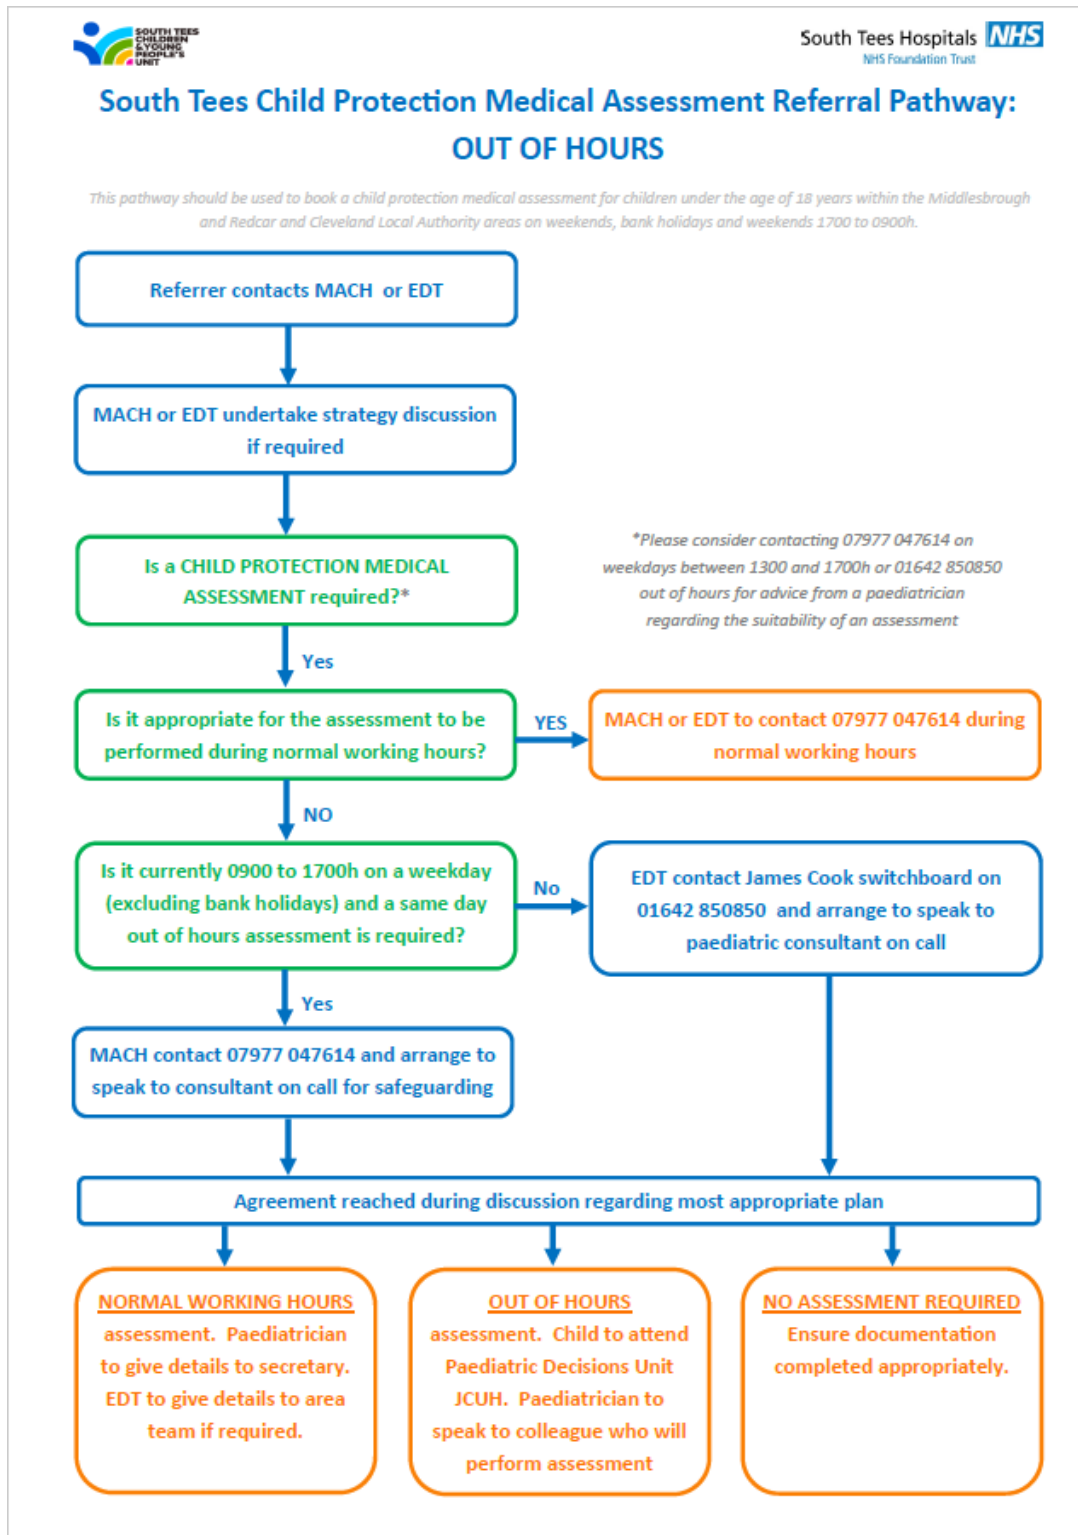 SOUTH TEES
CHILDREN
& YOUNG
PEOPLE'S
UNIT
South Tees Hospitals NHS
NHS Foundation Trust
South Tees Child Protection Medical Assessment Referral Pathway:
OUT OF HOURS
This pathway should be used to book a child protection medical assessment for children under the age of 18 years within the Middlesbrough
and Redcar and Cleveland Local Authority areas on weekends, bank holidays and weekends 1700 to 0900h.
Referrer contacts MACH or EDT
MACH or EDT undertake strategy discussion
if required
Is a CHILD PROTECTION MEDICAL
ASSESSMENT required?*
*Please consider contacting 07977 047614 on
weekdays between 1300 and 1700h or 01642 850850
out of hours for advice from a paediatrician
regarding the suitability of an assessment
Yes
Is it appropriate for the assessment to be
performed during normal working hours?
YES
MACH or EDT to contact 07977 047614 during
normal working hours
NO
Is it currently 0900 to 1700h on a weekday
(excluding bank holidays) and a same day
out of hours assessment is required?
No
EDT contact James Cook switchboard on
01642 850850 and arrange to speak to
paediatric consultant on call
Yes
MACH contact 07977 047614 and arrange to
speak to consultant on call for safeguarding
Agreement reached during discussion regarding most appropriate plan
NORMAL WORKING HOURS
assessment. Paediatrician
to give details to secretary.
EDT to give details to area
team if required.
OUT OF HOURS
assessment. Child to attend
Paediatric Decisions Unit
JCUH. Paediatrician to
speak to colleague who will
perform assessment
NO ASSESSMENT REQUIRED
Ensure documentation
completed appropriately.